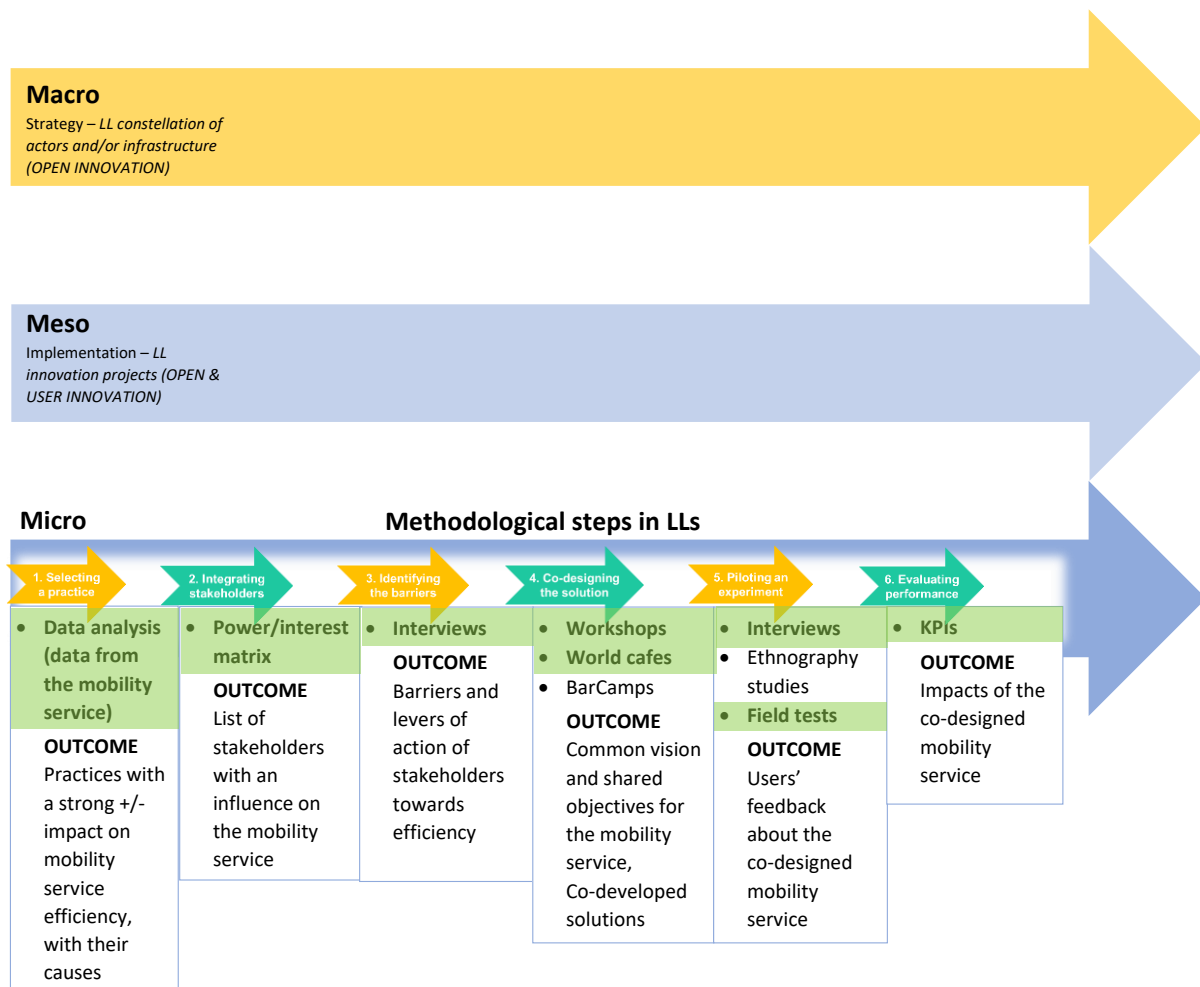 Macro
Strategy – LL constellation of
actors and/or infrastructure
(OPEN INNOVATION)
Meso
Implementation – LL
innovation projects (OPEN &
USER INNOVATION)
Micro
Methodological steps in LLs
1. Selecting
a practice
2. Integrating
stakeholders
3. Identifying
the barriers
4. Co-designing
the solution
5. Piloting an
experiment
6. Evaluating
performance
• Data analysis
(data from
the mobility
service)
OUTCOME
Practices with
a strong +/-
impact on
mobility
service
efficiency,
with their
causes
• Power/interest
matrix
OUTCOME
List of
stakeholders
with an
influence on
the mobility
service
• Interviews
OUTCOME
Barriers and
levers of
action of
stakeholders
towards
efficiency
• Workshops
• World cafes
• BarCamps
OUTCOME
Common vision
and shared
objectives for
the mobility
service,
Co-developed
solutions
• Interviews
• Ethnography
studies
• Field tests
OUTCOME
Users’
feedback
about the
co-designed
mobility
service
• KPIs
OUTCOME
Impacts of the
co-designed
mobility
service